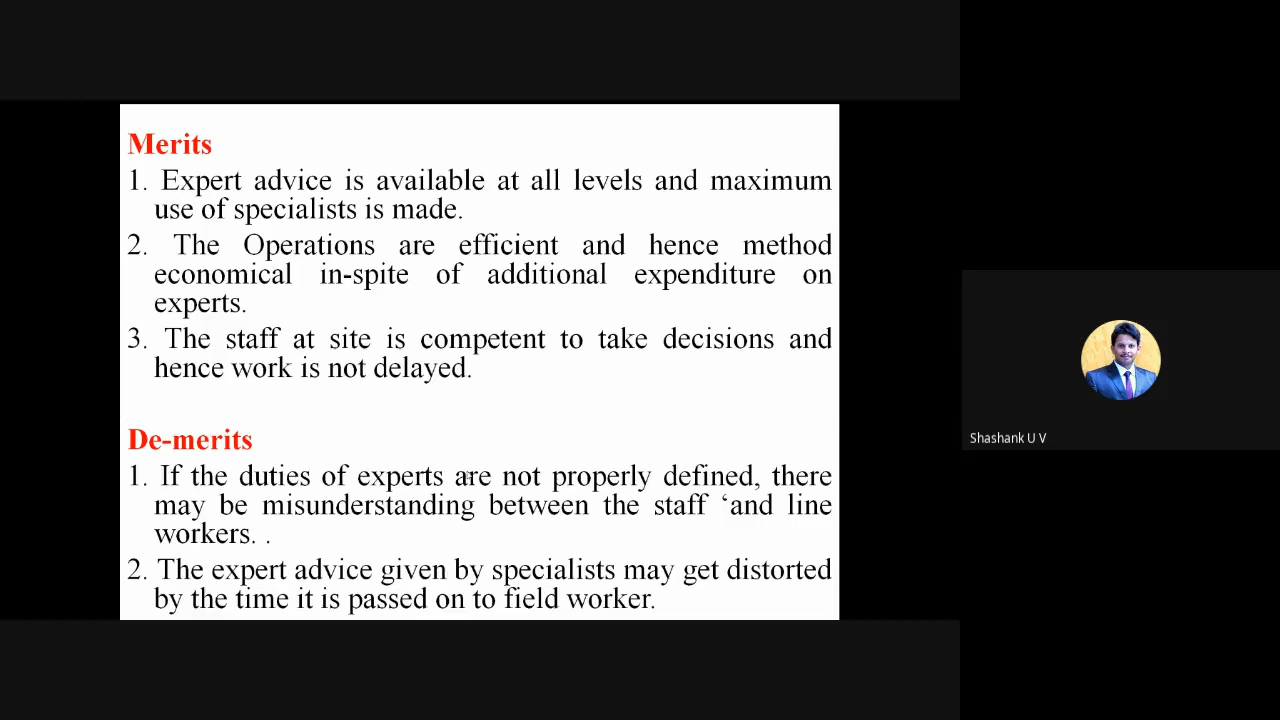 Merits
1. Expert advice is available at all levels and maximum
use of specialists is made.
2. The Operations are efficient and hence method
economical in-spite of additional expenditure on
experts.
3. The staff at site is competent to take decisions and
hence work is not delayed.
De-merits
1. If the duties of experts are not properly defined, there
may be misunderstanding between the staff ‘and line
workers. .
2. The expert advice given by specialists may get distorted
by the time it is passed on to field worker.
Shashank U V